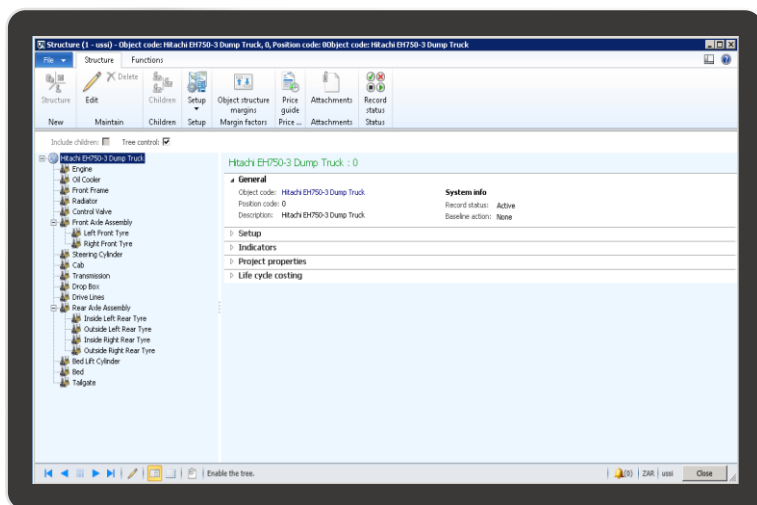 Structure (1 - ussi) - Object code: Hitachi EH750-3 Dump Truck, 0, Position code: 0Object code: Hitachi EH750-3 Dump Truck
File Structure Functions
Structure Edit Delete Children Setup Object structure margins Price guide Attachments Record status
New Maintain Children Setup Margin factors Price ... Attachments Status
Include children: Tree control:
Hitachi EH750-3 Dump Truck
Engine
Oil Cooler
Front Frame
Radiator
Control Valve
Front Axle Assembly
Left Front Tyre
Right Front Tyre
Steering Cylinder
Cab
Transmission
Drop Box
Drive Lines
Rear Axle Assembly
Inside Left Rear Tyre
Outside Left Rear Tyre
Inside Right Rear Tyre
Outside Right Rear Tyre
Bed Lift Cylinder
Bed
Tailgate
Hitachi EH750-3 Dump Truck : 0
General
Object code: Hitachi EH750-3 Dump Truck System info
Position code: 0 Record status: Active
Description: Hitachi EH750-3 Dump Truck Baseline action: None
Setup
Indicators
Project properties
Life cycle costing
Enable the tree. (0) ZAR ussi Close